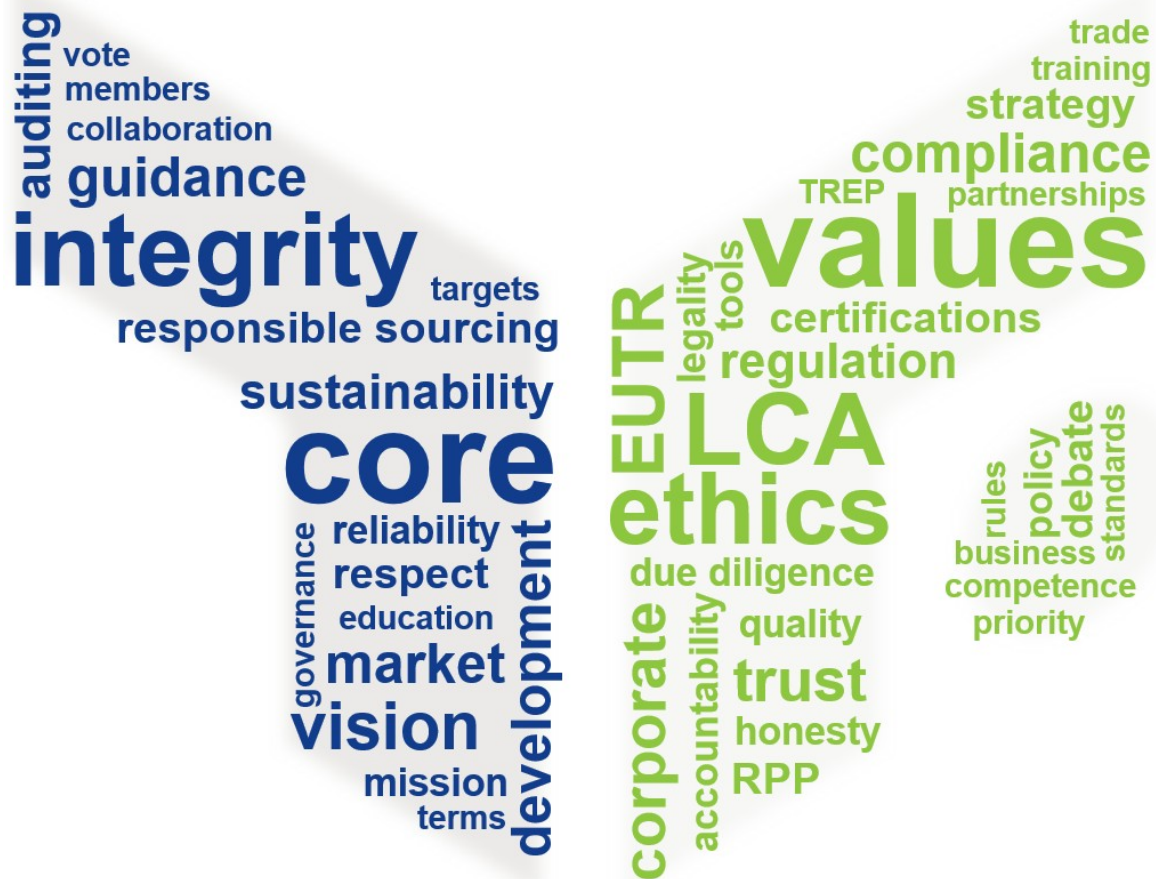 auditing
vote
members
collaboration
guidance
integrity
targets
responsible sourcing
sustainability
core
reliability
governance
respect
education
market
development
vision
mission
terms
trade
training
strategy
compliance
TREP
partnerships
values
tools
legality
EUTR
certifications
regulation
LCA
ethics
due diligence
corporate
accountability
quality
trust
honesty
RPP
rules
policy
debate
standards
business
competence
priority